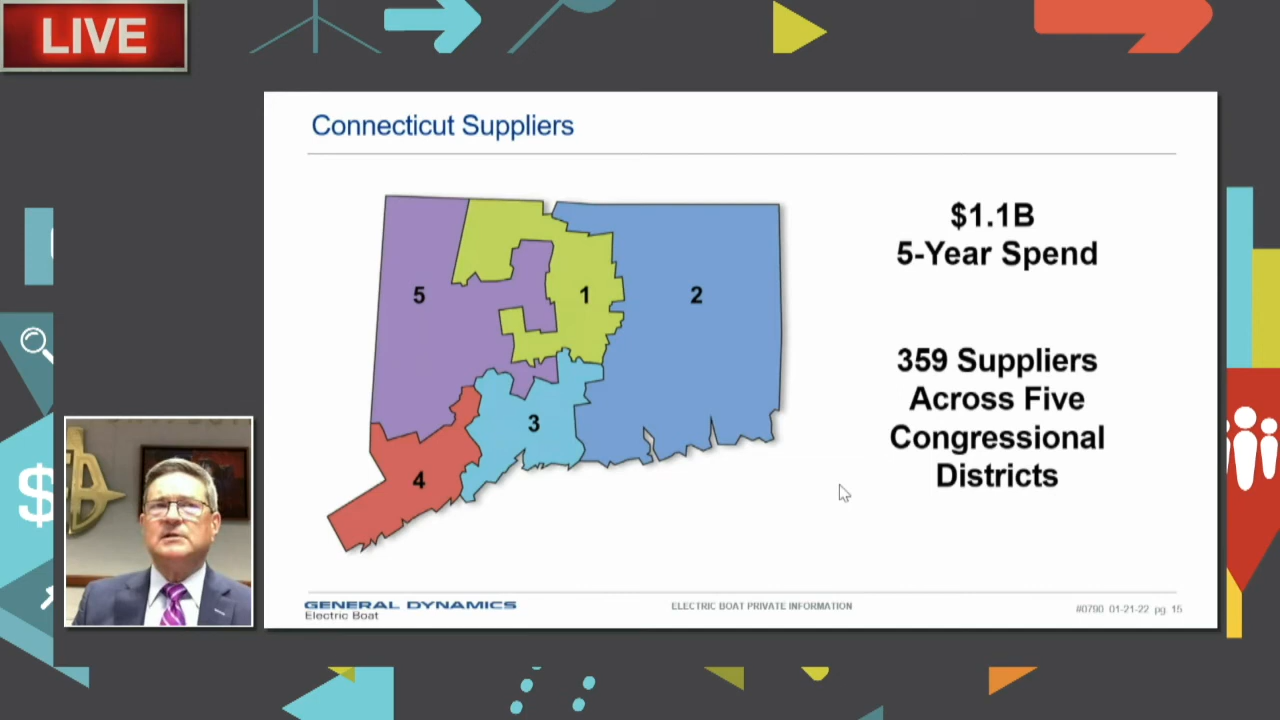 LIVE
Connecticut Suppliers
$1.1B
5-Year Spend
5
1
2
359 Suppliers
Across Five
Congressional
Districts
3
4
$
GENERAL DYNAMICS
Electric Boat
ELECTRIC BOAT PRIVATE INFORMATION
#0790 01-21-22 pg 15